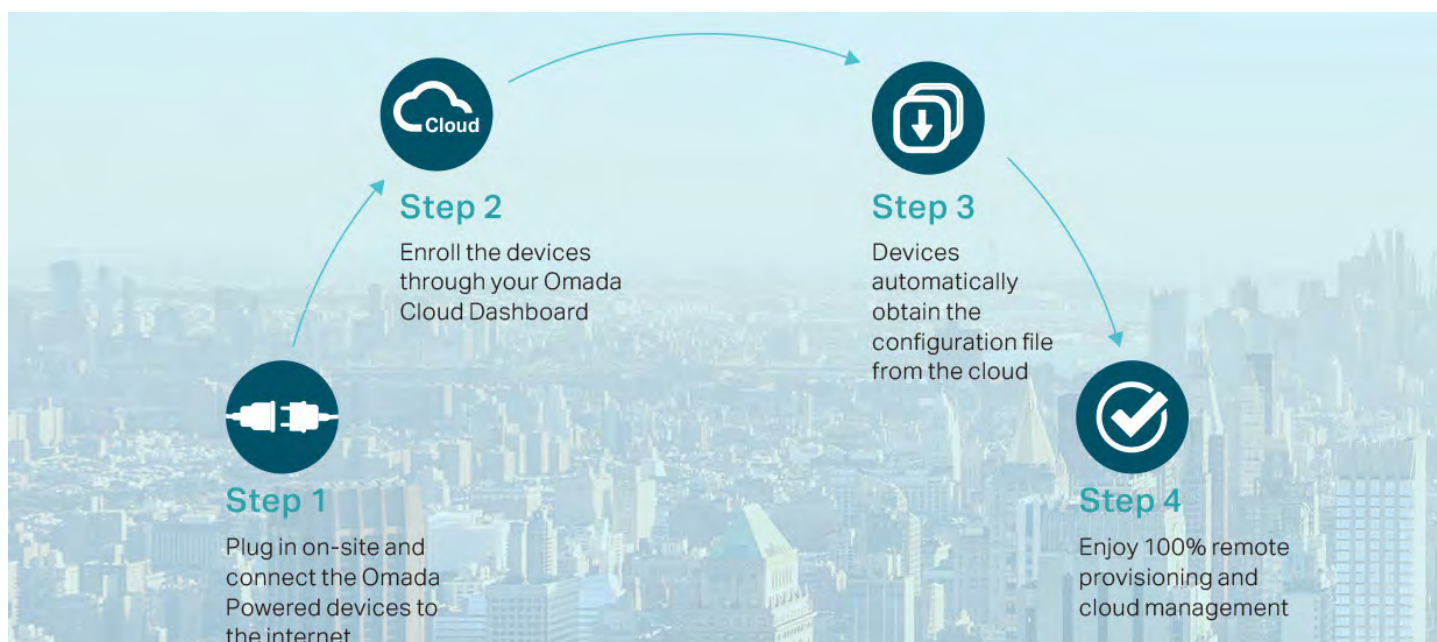 Cloud
Step 2
Enroll the devices
through your Omada
Cloud Dashboard
Step 3
Devices
automatically
obtain the
configuration file
from the cloud
Step 1
Plug in on-site and
connect the Omada
Powered devices to
the internet
Step 4
Enjoy 100% remote
provisioning and
cloud management